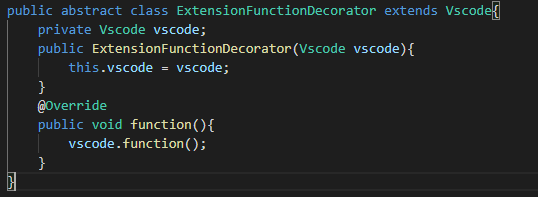 public abstract class ExtensionFunctionDecorator extends Vscode{
    private Vscode vscode;
    public ExtensionFunctionDecorator(Vscode vscode){
        this.vscode = vscode;
    }
    @Override
    public void function(){
        vscode.function();
    }
}